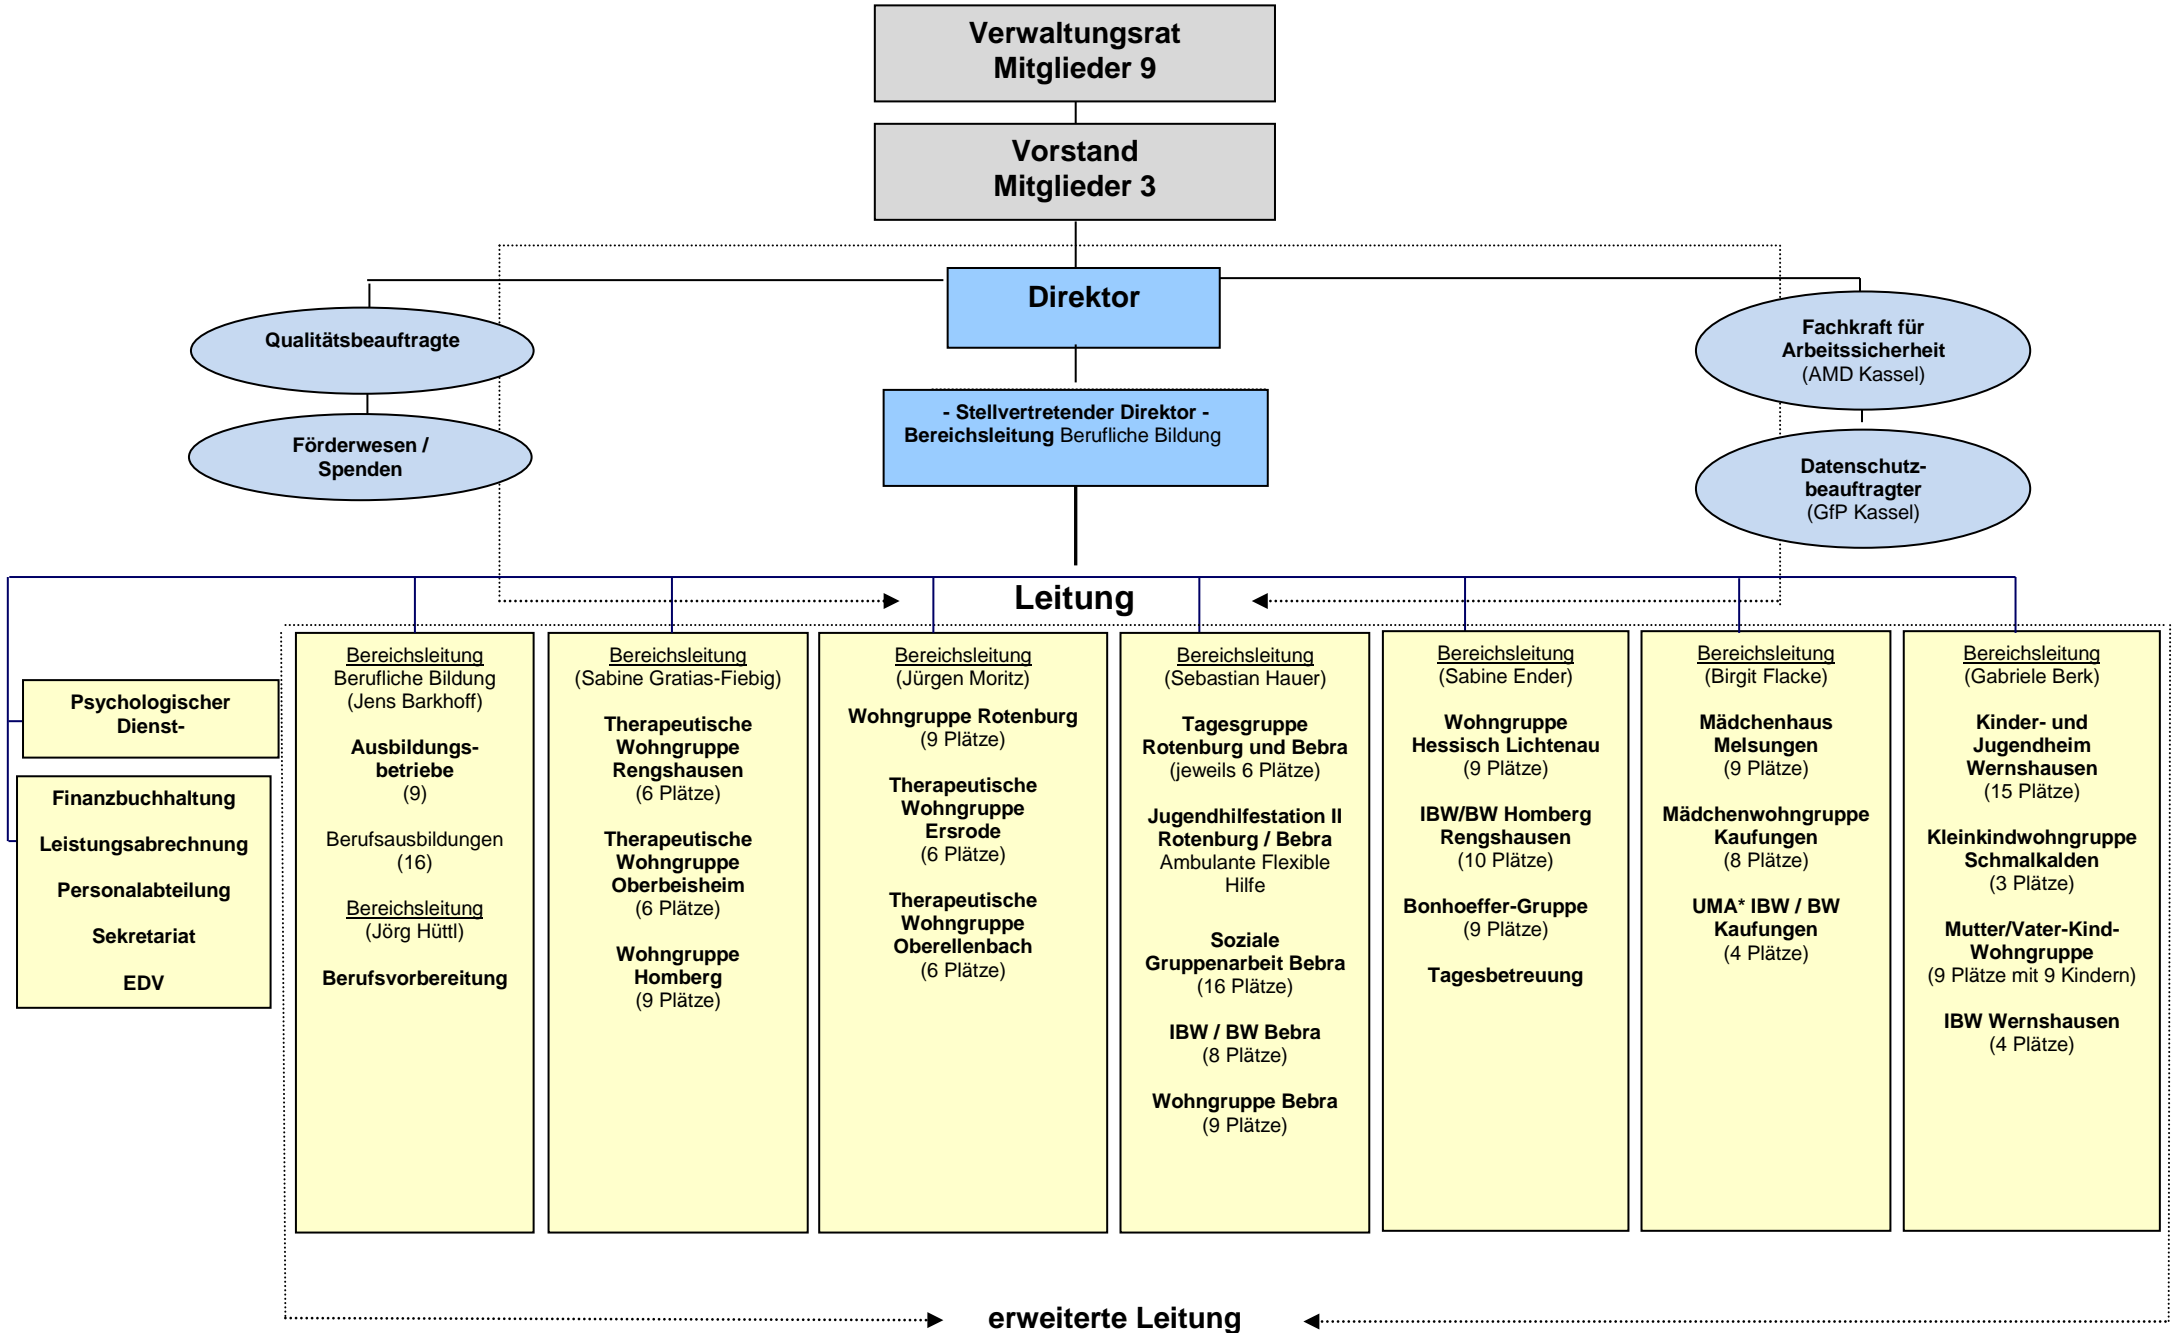 Verwaltungsrat
Mitglieder 9
Vorstand
Mitglieder 3
Direktor
Qualitätsbeauftragte
Förderwesen /
Spenden
Fachkraft für
Arbeitssicherheit
(AMD Kassel)
Datenschutz-
beauftragter
(GfP Kassel)
- Stellvertretender Direktor -
Bereichsleitung Berufliche Bildung
Leitung
Psychologischer
Dienst-
Finanzbuchhaltung
Leistungsabrechnung
Personalabteilung
Sekretariat
EDV
Bereichsleitung
Berufliche Bildung
(Jens Barkhoff)
Ausbildungs-
betriebe
(9)
Berufsausbildungen
(16)
Bereichsleitung
(Jörg Hüttl)
Berufsvorbereitung
Bereichsleitung
(Sabine Gratias-Fiebig)
Therapeutische
Wohngruppe
Rengshausen
(6 Plätze)
Therapeutische
Wohngruppe
Oberbeisheim
(6 Plätze)
Wohngruppe
Homberg
(9 Plätze)
Bereichsleitung
(Jürgen Moritz)
Wohngruppe Rotenburg
(9 Plätze)
Therapeutische
Wohngruppe
Ersrode
(6 Plätze)
Therapeutische
Wohngruppe
Oberellenbach
(6 Plätze)
Bereichsleitung
(Sebastian Hauer)
Tagesgruppe
Rotenburg und Bebra
(jeweils 6 Plätze)
Jugendhilfestation II
Rotenburg / Bebra
Ambulante Flexible
Hilfe
Soziale
Gruppenarbeit Bebra
(16 Plätze)
IBW / BW Bebra
(8 Plätze)
Wohngruppe Bebra
(9 Plätze)
Bereichsleitung
(Sabine Ender)
Wohngruppe
Hessisch Lichtenau
(9 Plätze)
IBW/BW Homberg
Rengshausen
(10 Plätze)
Bonhoeffer-Gruppe
(9 Plätze)
Tagesbetreuung
Bereichsleitung
(Birgit Flacke)
Mädchenhaus
Melsungen
(9 Plätze)
Mädchenwohngruppe
Kaufungen
(8 Plätze)
UMA* IBW / BW
Kaufungen
(4 Plätze)
Bereichsleitung
(Gabriele Berk)
Kinder- und
Jugendheim
Wernshausen
(15 Plätze)
Kleinkindwohngruppe
Schmalkalden
(3 Plätze)
Mutter/Vater-Kind-
Wohngruppe
(9 Plätze mit 9 Kindern)
IBW Wernshausen
(4 Plätze)
erweiterte Leitung